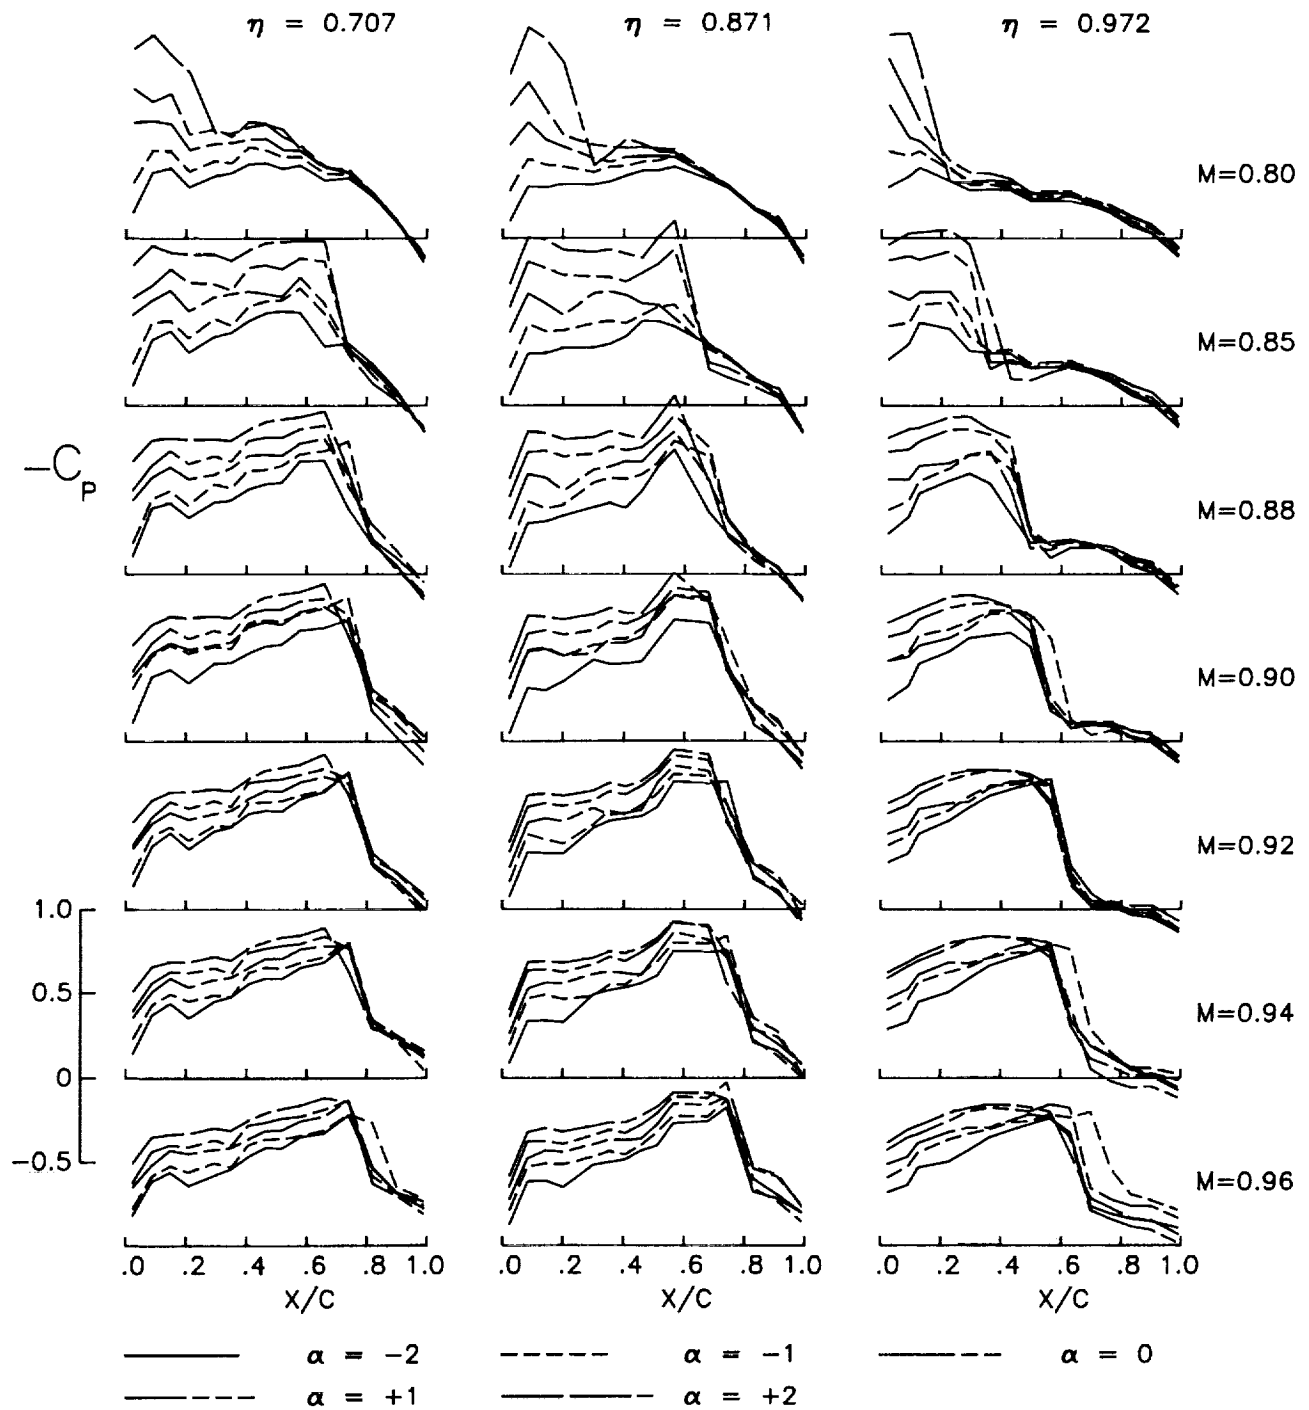 η = 0.707 η = 0.871 η = 0.972
M=0.80
M=0.85
−Cp
M=0.88
M=0.90
M=0.92
1.0
0.5
M=0.94
0
−0.5
M=0.96
.0 .2 .4 .6 .8 1.0 .0 .2 .4 .6 .8 1.0 .0 .2 .4 .6 .8 1.0
X/C X/C X/C
α = −2 α = −1 α = 0
α = +1 α = +2